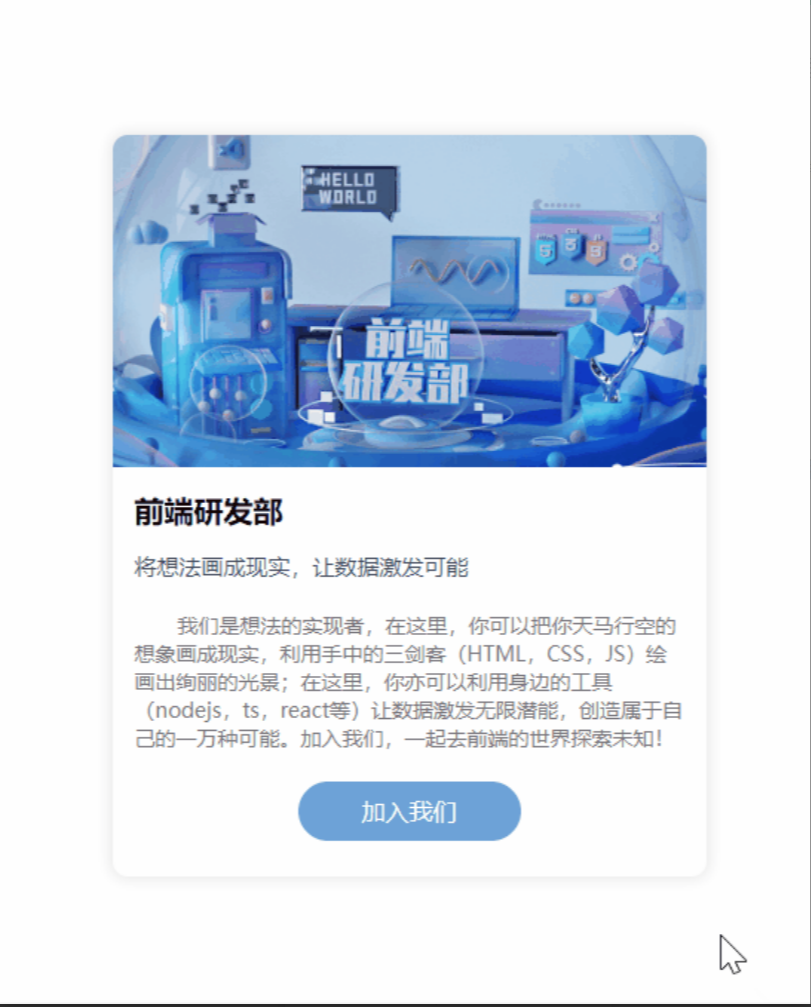 HELLO
WORLD
5 3
前端
研发部
前端研发部
将想法画成现实，让数据激发可能
我们是想法的实现者，在这里，你可以把你天马行空的
想象画成现实，利用手中的三剑客（HTML，CSS，JS）绘
画出绚丽的光景；在这里，你亦可以利用身边的工具
（nodejs，ts，react等）让数据激发无限潜能，创造属于自
己的一万种可能。加入我们，一起去前端的世界探索未知！
加入我们